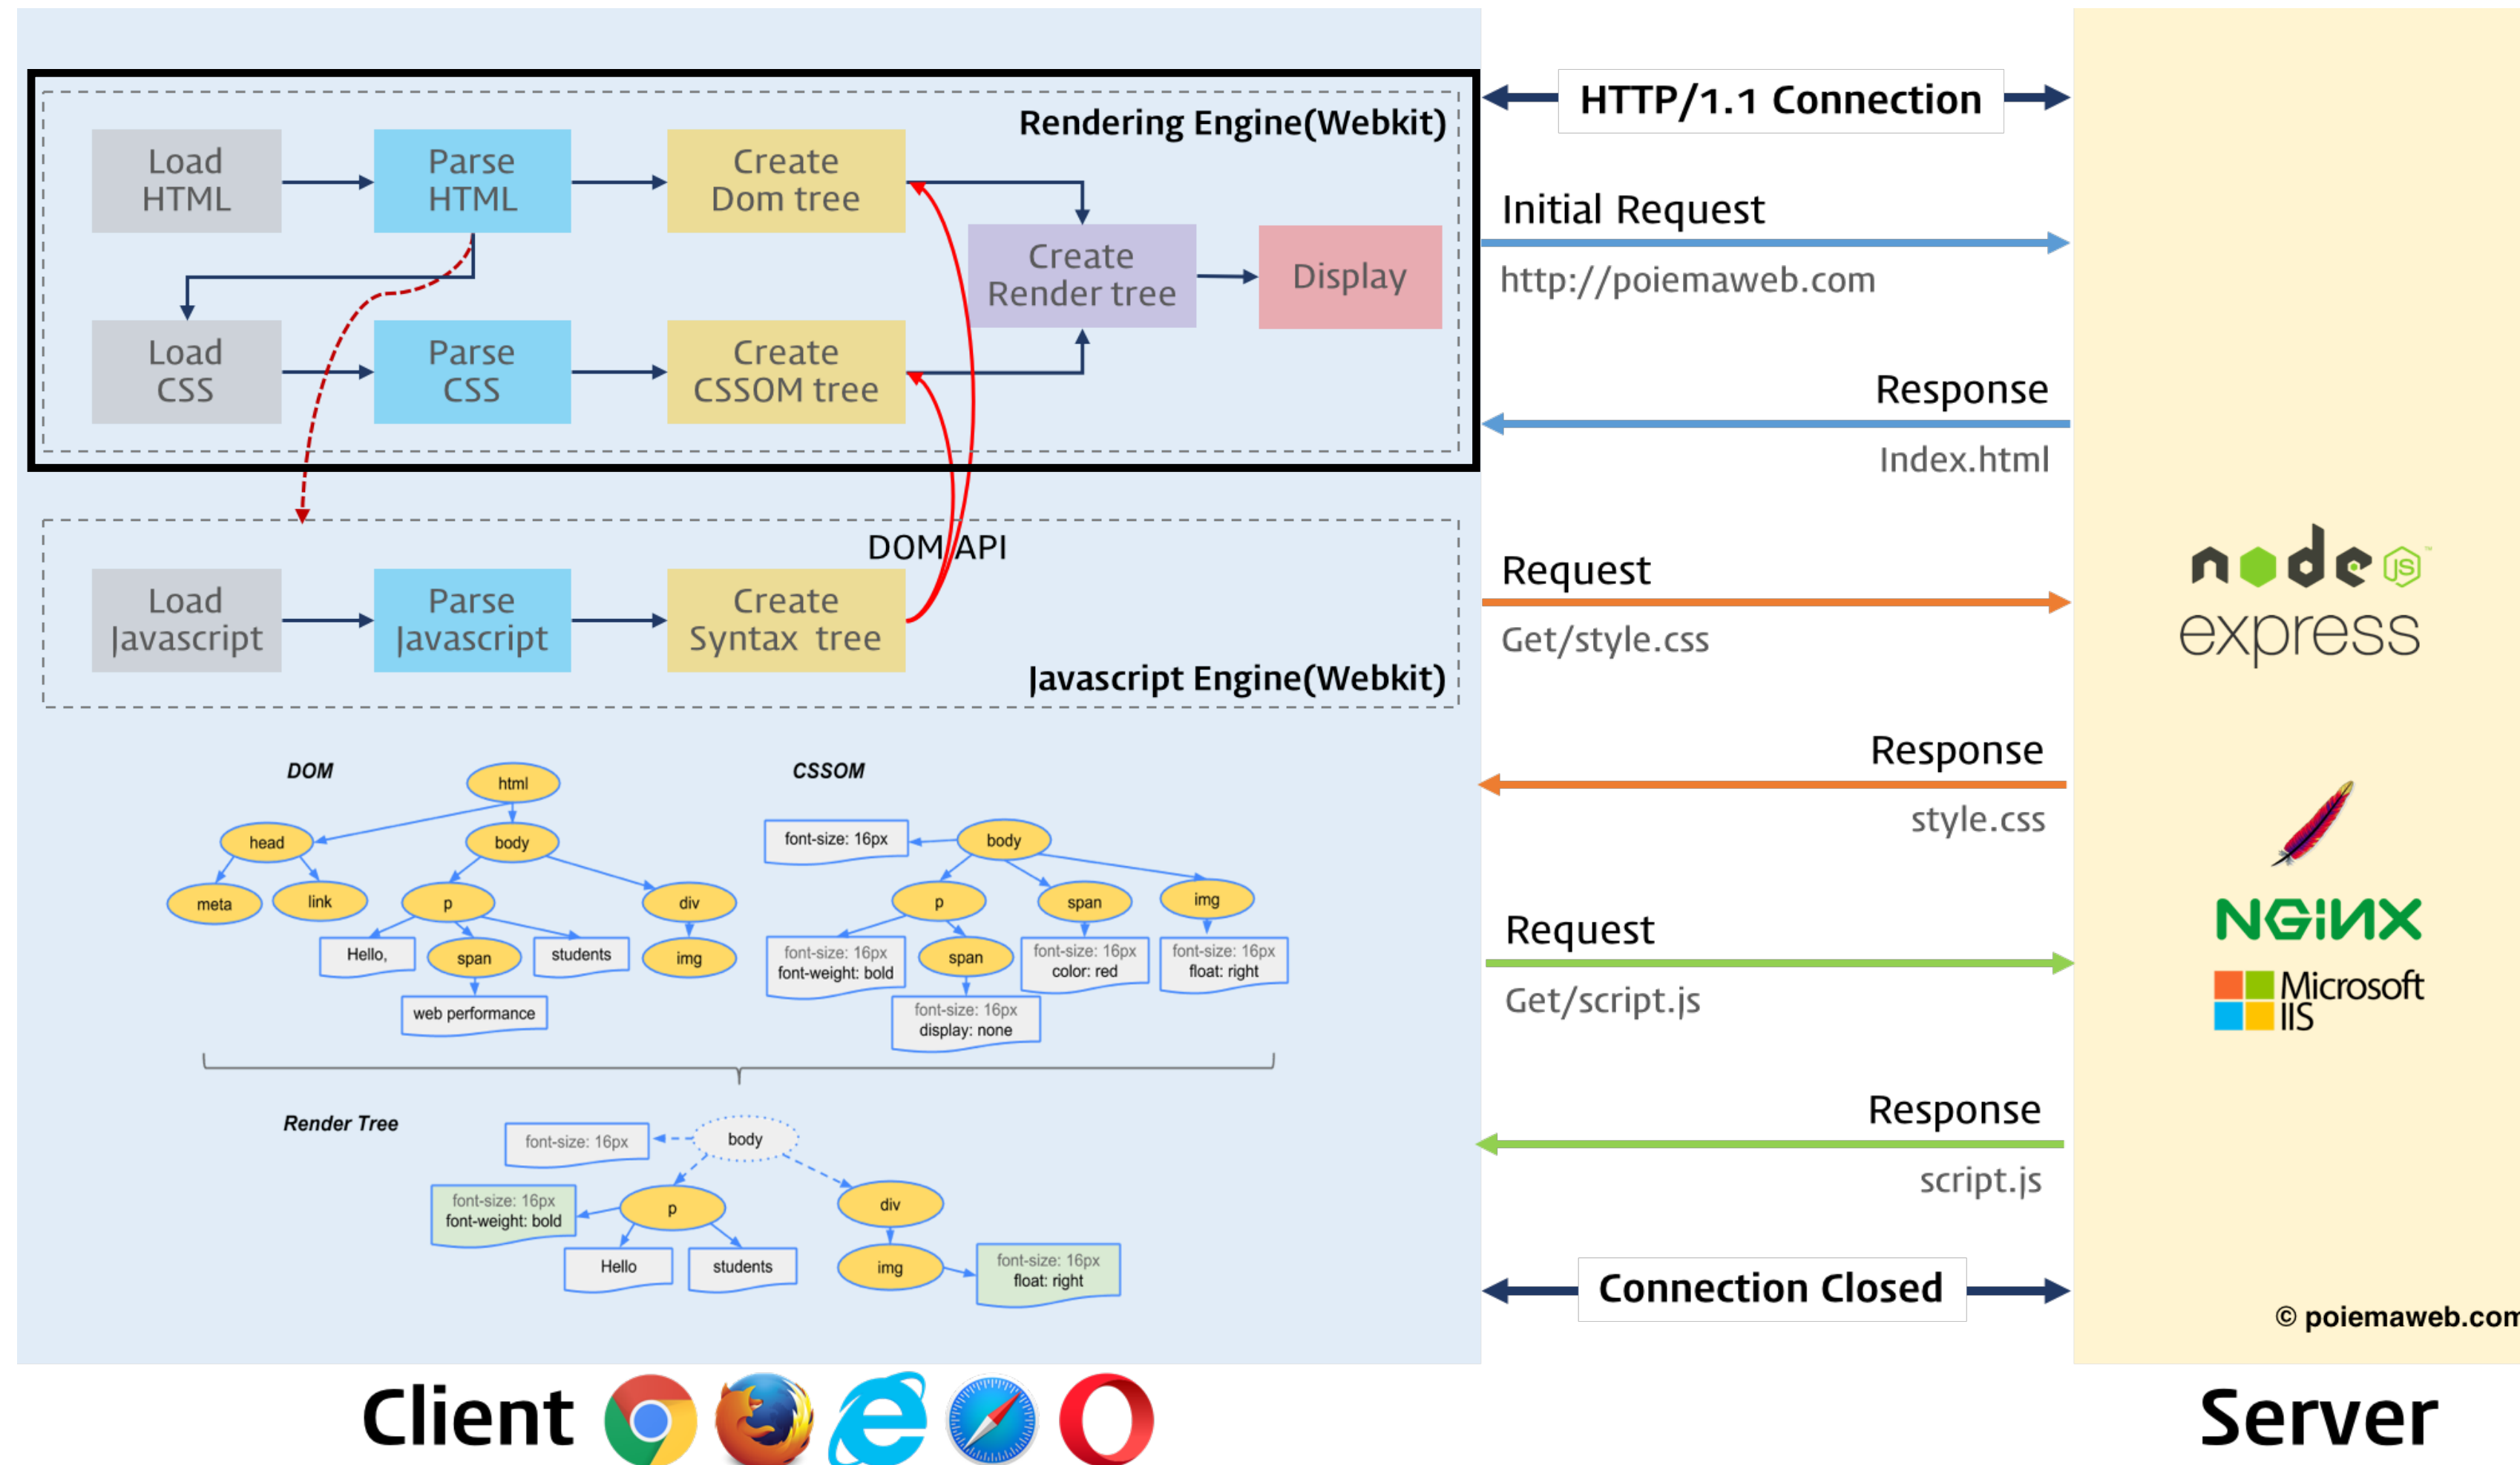 Rendering Engine(Webkit)
Load
HTML
Parse
HTML
Create
Dom tree
Create
Render tree
Display
Load
CSS
Parse
CSS
Create
CSSOM tree
DOM API
Load
Javascript
Parse
Javascript
Create
Syntax tree
Javascript Engine(Webkit)
DOM
html
head
body
meta
link
p
div
Hello,
span
students
img
web performance
CSSOM
font-size: 16px
body
p
span
img
font-size: 16px
font-weight: bold
span
font-size: 16px
color: red
font-size: 16px
float: right
font-size: 16px
display: none
Render Tree
font-size: 16px
body
font-size: 16px
font-weight: bold
p
div
Hello
students
img
font-size: 16px
float: right
HTTP/1.1 Connection
Initial Request
http://poiemaweb.com
Response
Index.html
Request
Get/style.css
Response
style.css
Request
Get/script.js
Response
script.js
Connection Closed
node JS ™
express
NGiNX
Microsoft
IIS
© poiemaweb.com
Client
Server